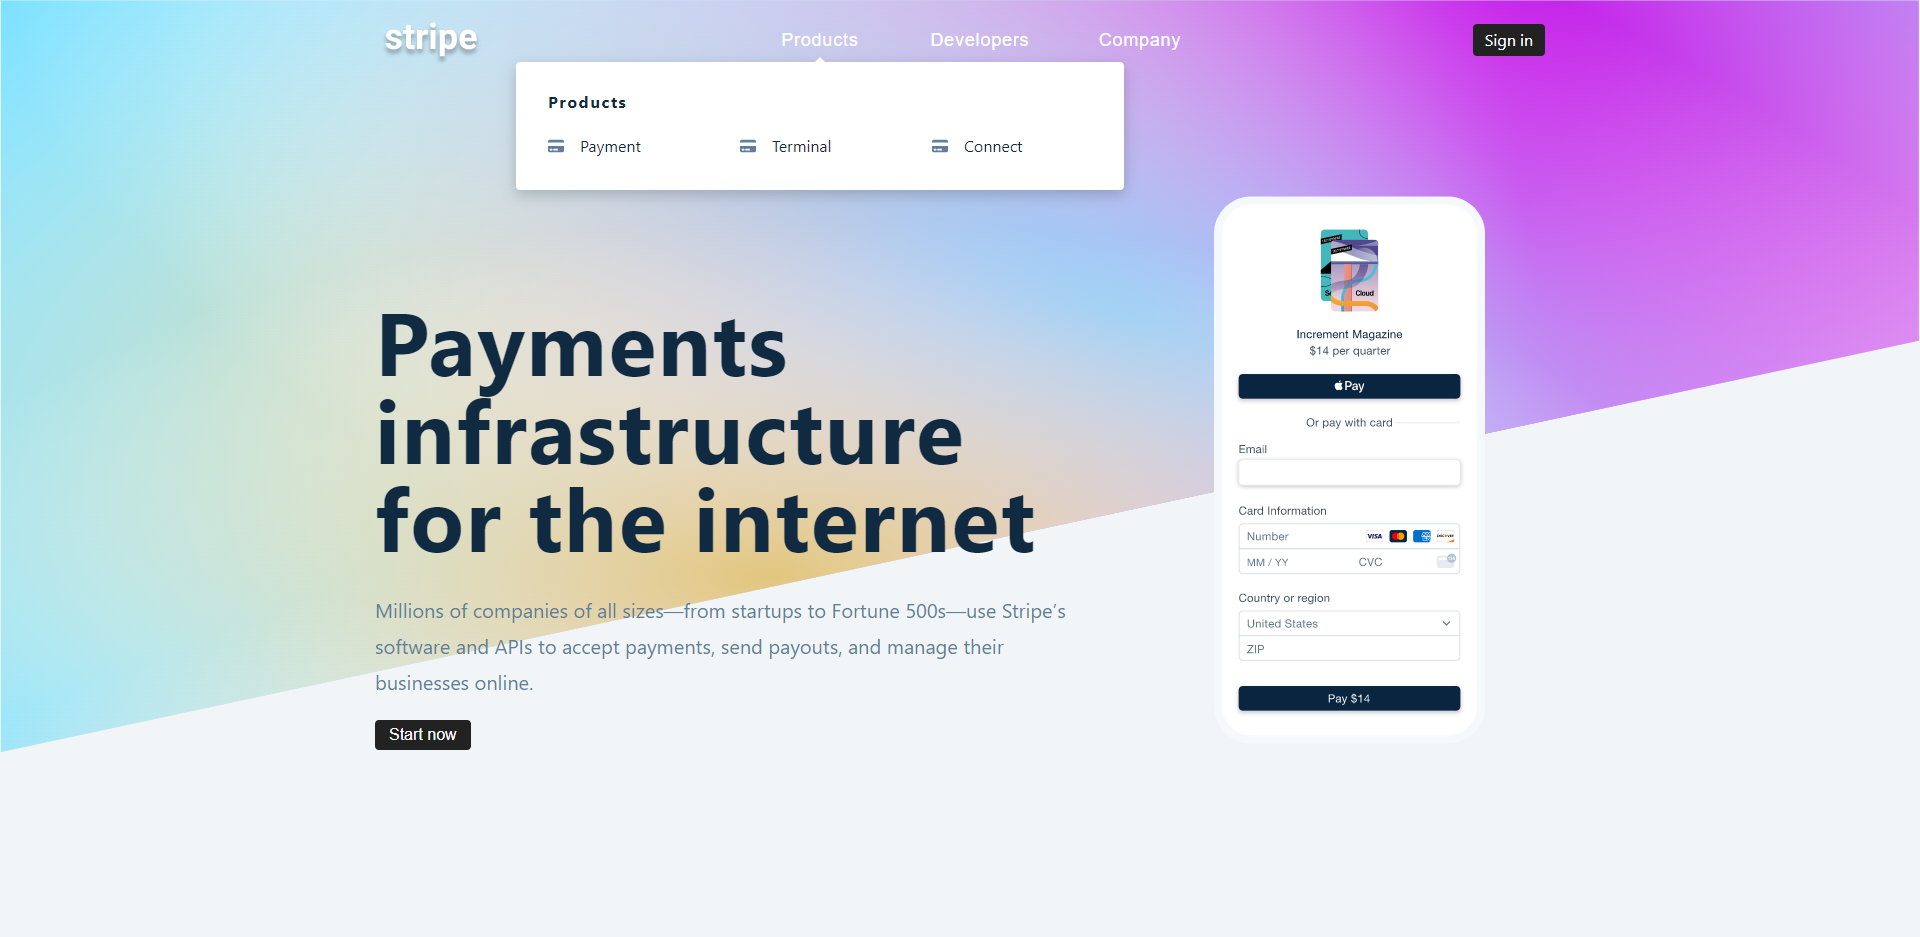 stripe
Products
Developers
Company
Sign in
Products
Payment
Terminal
Connect
Payments
infrastructure
for the internet
Millions of companies of all sizes—from startups to Fortune 500s—use Stripe’s
software and APIs to accept payments, send payouts, and manage their
businesses online.
Start now
Cloud
Increment Magazine
$14 per quarter
Pay
Or pay with card
Email
Card Information
Number
VISA
DISCOVER
MM / YY
CVC
Country or region
United States
ZIP
Pay $14